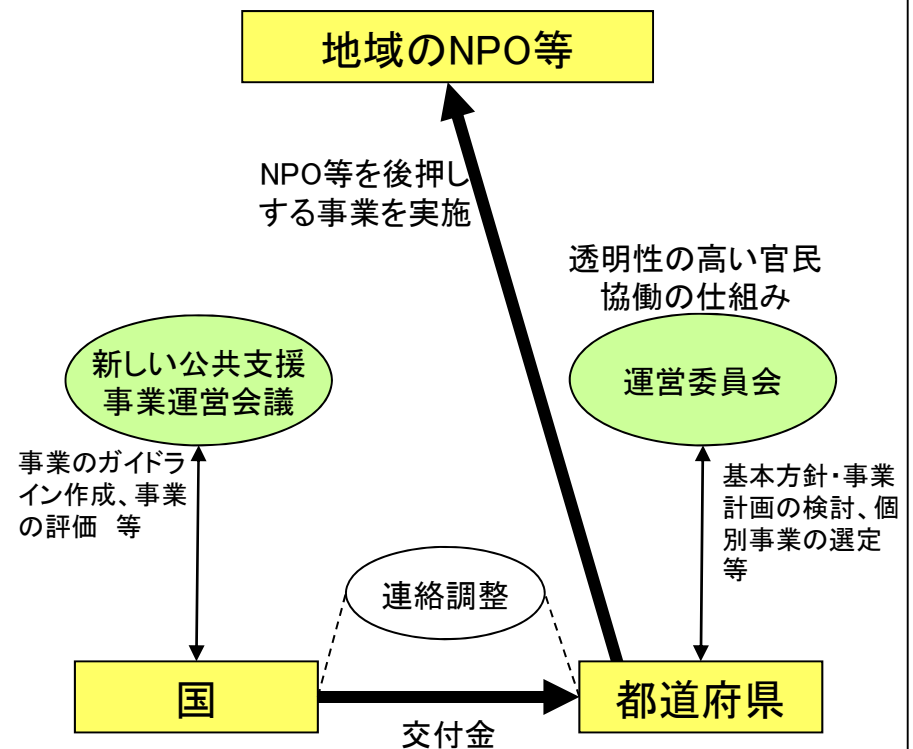 地域のNPO等
NPO等を後押し
する事業を実施
透明性の高い官民
協働の仕組み
新しい公共支援
事業運営会議
運営委員会
事業のガイドラ
イン作成、事業
の評価　等
基本方針・事業
計画の検討、個
別事業の選定
等
連絡調整
国
都道府県
交付金